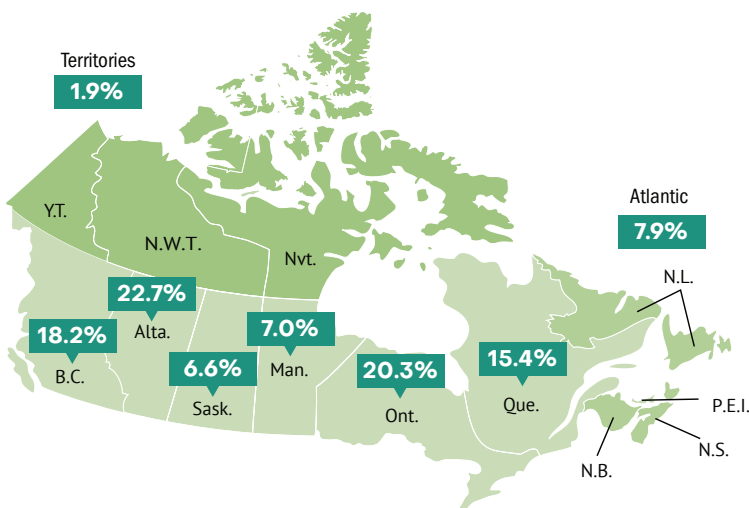 Territories
1.9%
Y.T.
N.W.T.
Nvt.
Atlantic
7.9%
N.L.
22.7%
Alta.
18.2%
B.C.
6.6%
Sask.
7.0%
Man.
20.3%
Ont.
15.4%
Que.
P.E.I.
N.S.
N.B.